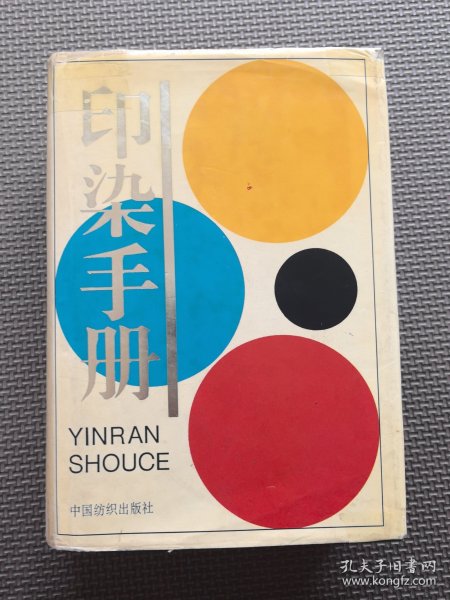 印染手册
YINRAN
SHOUCE
中国纺织出版社
孔夫子旧书网
www.kongfz.com